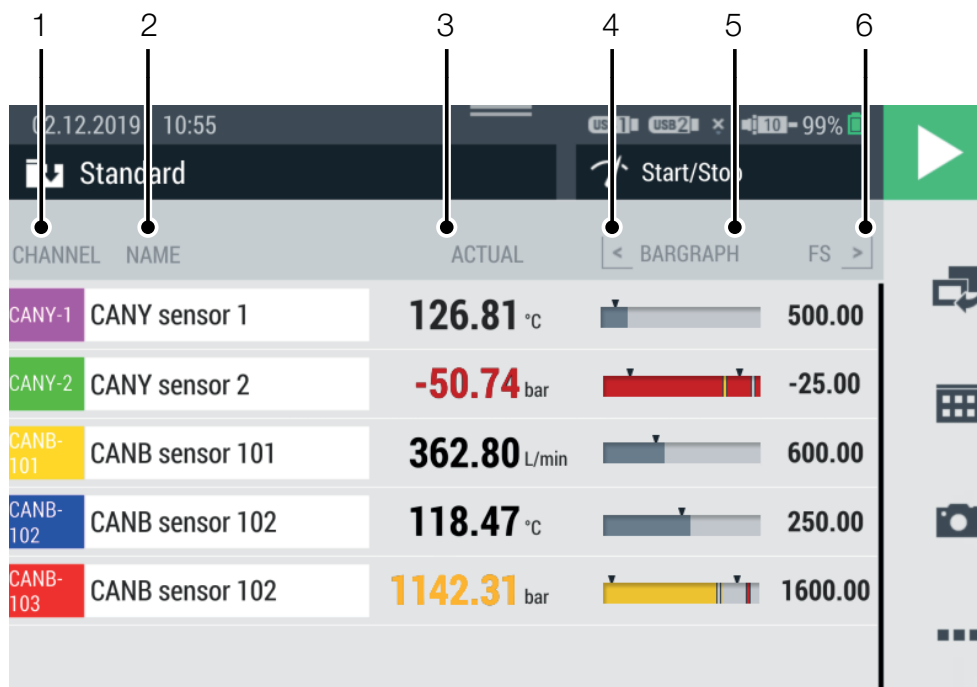 1 2 3 4 5 6
02.12.2019 10:55 USB1 USB2 10 99%
Standard Start/Stop
CHANNEL NAME ACTUAL < BARGRAPH FS >
CANY-1 CANY sensor 1 126.81 °C 500.00
CANY-2 CANY sensor 2 -50.74 bar -25.00
CANB-
101 CANB sensor 101 362.80 L/min 600.00
CANB-
102 CANB sensor 102 118.47 °C 250.00
CANB-
103 CANB sensor 102 1142.31 bar 1600.00